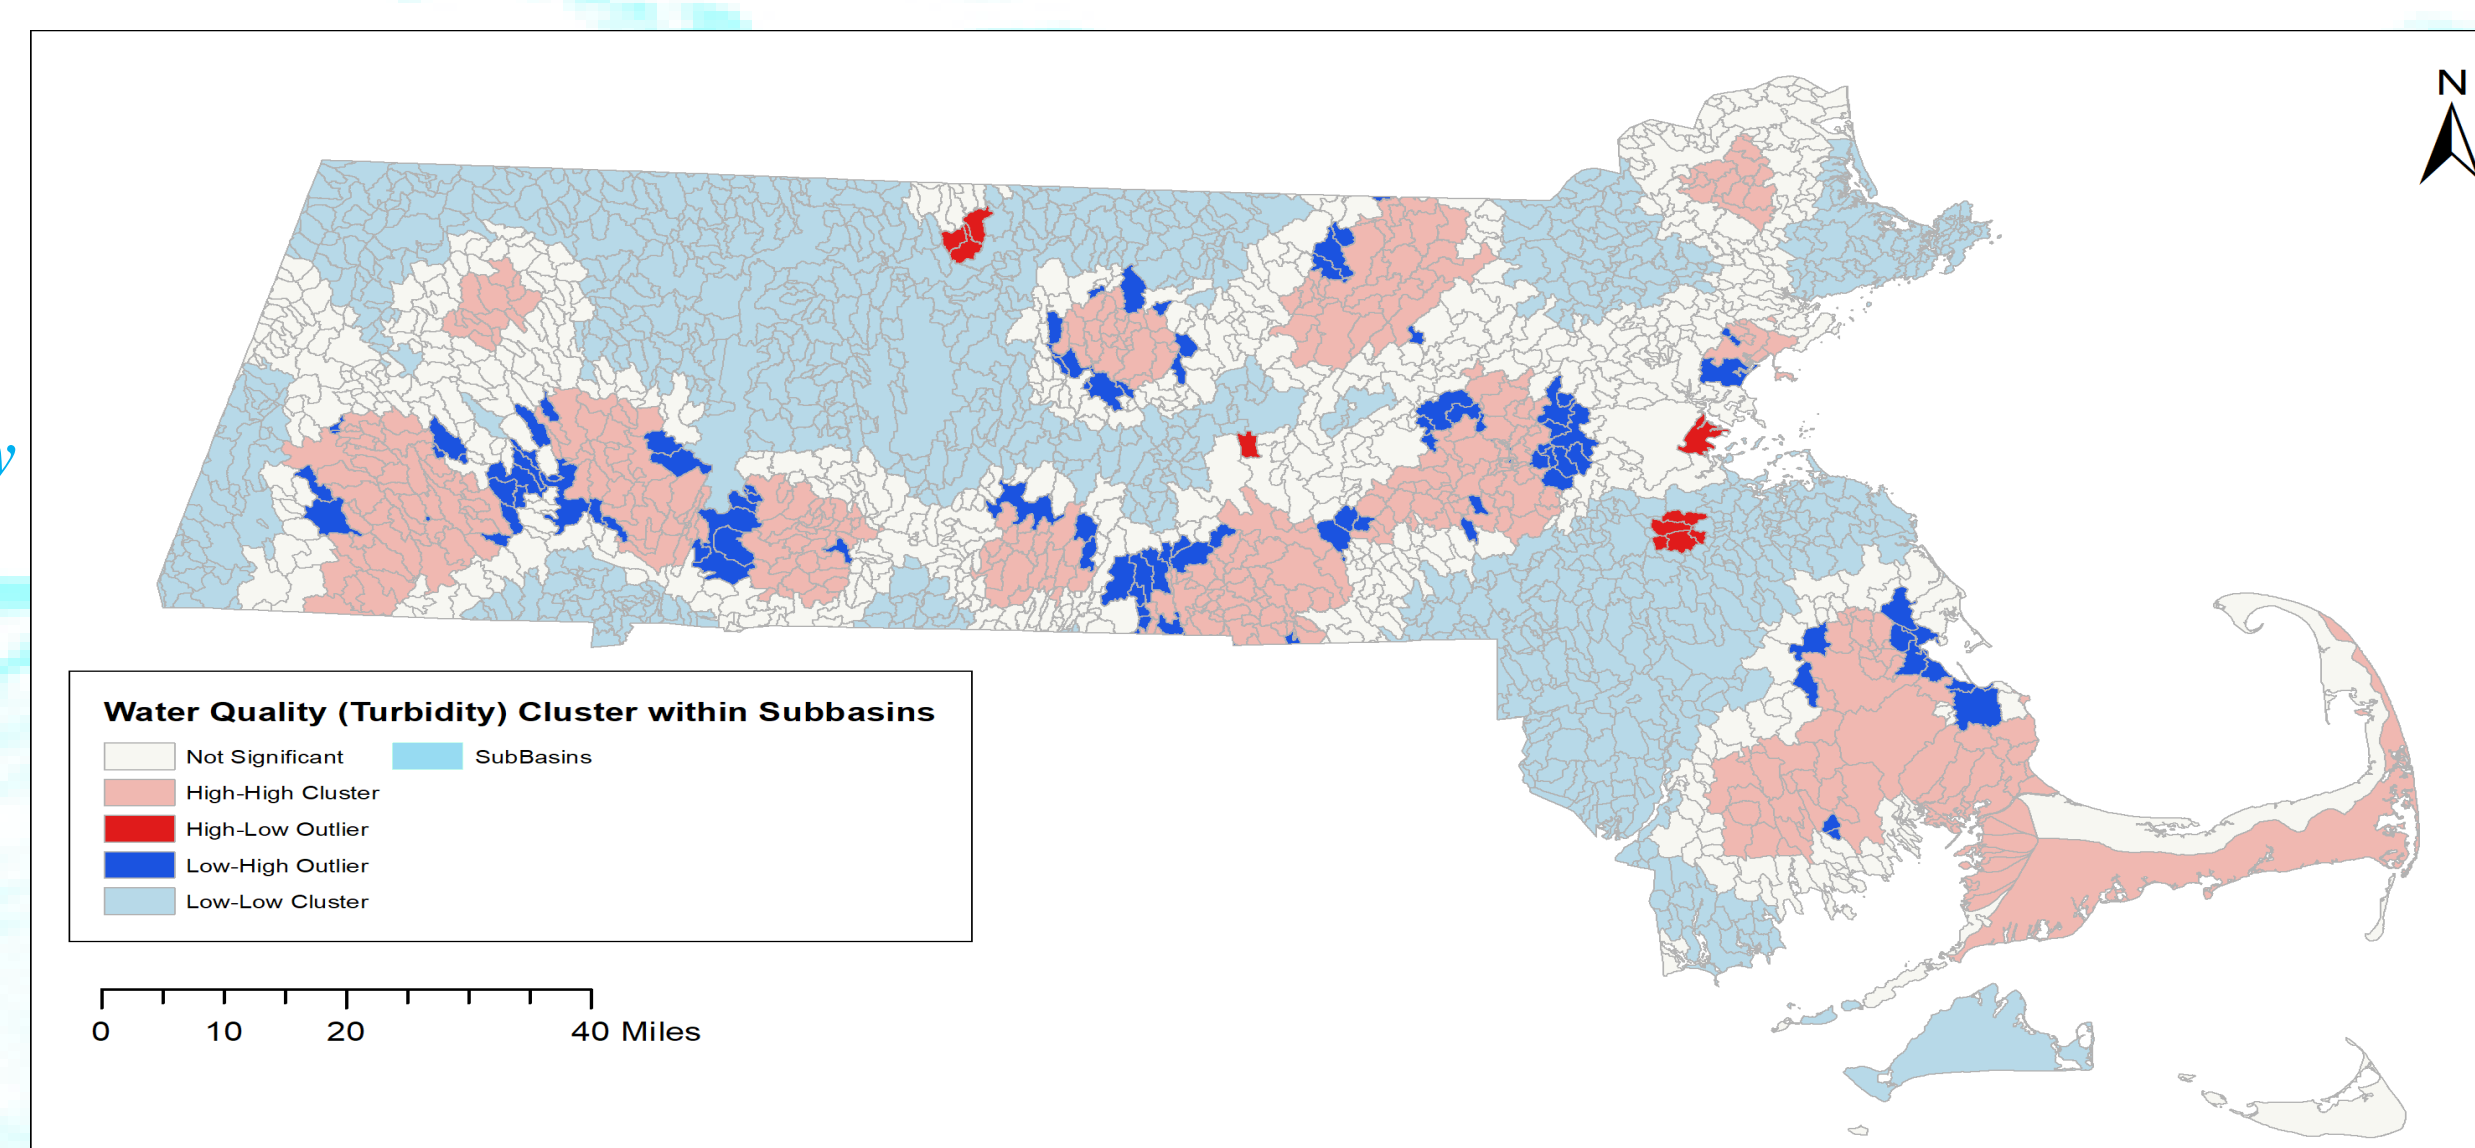 N
Water Quality (Turbidity) Cluster within Subbasins
Not Significant SubBasins
High-High Cluster
High-Low Outlier
Low-High Outlier
Low-Low Cluster
0 10 20 40 Miles